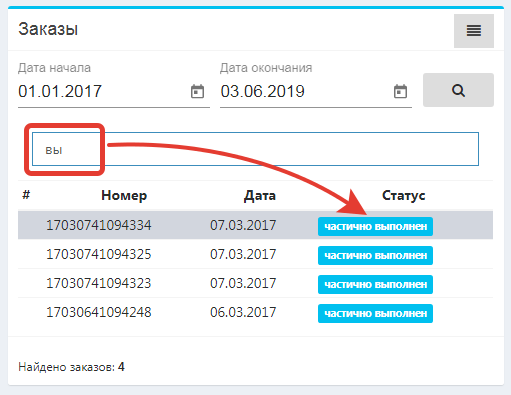 Заказы
Дата начала Дата окончания
01.01.2017 03.06.2019
вы
# Номер Дата Статус
17030741094334 07.03.2017 частично выполнен
17030741094325 07.03.2017 частично выполнен
17030741094323 07.03.2017 частично выполнен
17030641094248 06.03.2017 частично выполнен
Найдено заказов: 4